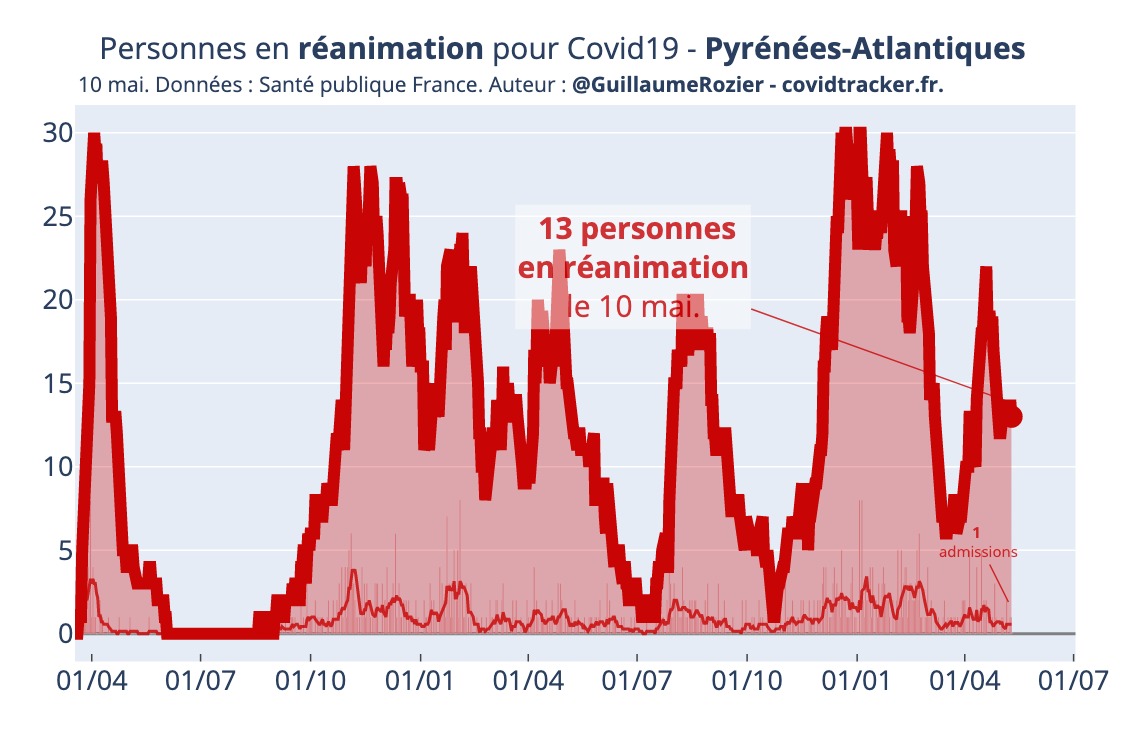 Personnes en réanimation pour Covid19 - Pyrénées-Atlantiques
10 mai. Données : Santé publique France. Auteur : @GuillaumeRozier - covidtracker.fr.
30
25
20
15
10
5
0
13 personnes
en réanimation
le 10 mai.
1
admissions
01/04 01/07 01/10 01/01 01/04 01/07 01/10 01/01 01/04 01/07